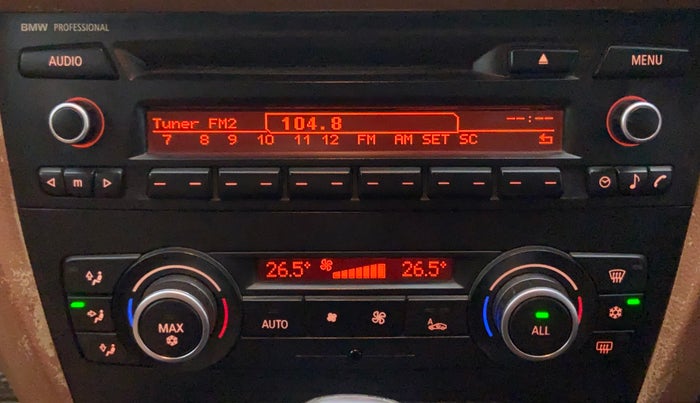 BMW PROFESSIONAL
AUDIO
MENU
Tuner FM2 104.8 --:--
7 8 9 10 11 12 FM AM SET SC
m
26.5° 26.5°
MAX
AUTO
ALL